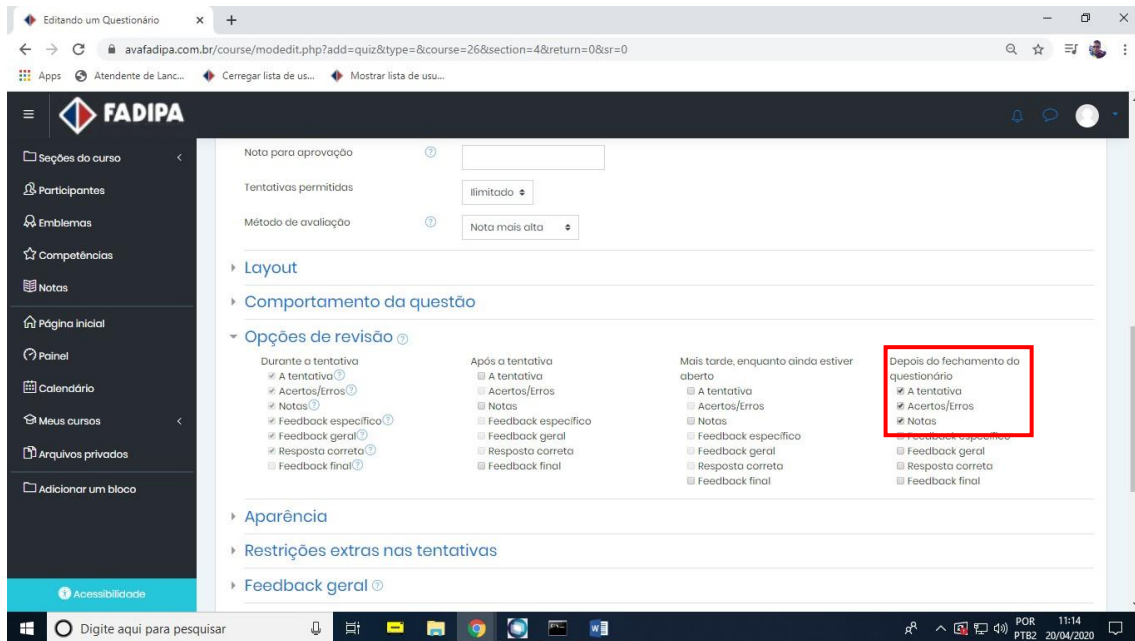 Editando um Questionário
avafadipa.com.br/course/modedit.php?add=quiz&type=&course=26&section=4&return=0&sr=0
Apps Atendente de Lanc... Cerregar lista de us... Mostrar lista de usu...
FADIPA
Seções do curso
Participantes
Emblemas
Competências
Notas
Página inicial
Painel
Calendário
Meus cursos
Arquivos privados
Adicionar um bloco
Acessibilidade
Nota para aprovação
Tentativas permitidas Ilimitado
Método de avaliação Nota mais alta
Layout
Comportamento da questão
Opções de revisão
Durante a tentativa
A tentativa
Acertos/Erros
Notas
Feedback específico
Feedback geral
Resposta correta
Feedback final
Após a tentativa
A tentativa
Acertos/Erros
Notas
Feedback específico
Feedback geral
Resposta correta
Feedback final
Mais tarde, enquanto ainda estiver
aberto
A tentativa
Acertos/Erros
Notas
Feedback específico
Feedback geral
Resposta correta
Feedback final
Depois do fechamento do
questionário
A tentativa
Acertos/Erros
Notas
Feedback específico
Feedback geral
Resposta correta
Feedback final
Aparência
Restrições extras nas tentativas
Feedback geral
Digite aqui para pesquisar
POR 11:14
PTB2 20/04/2020